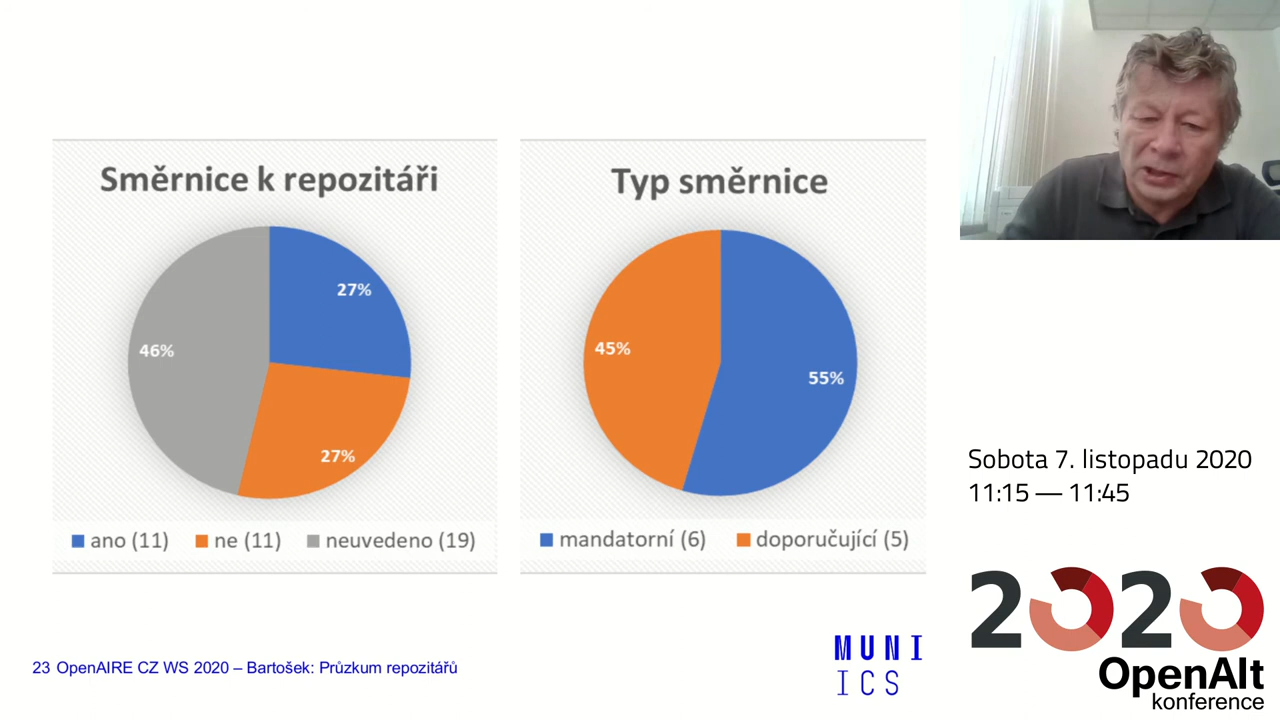 Směrnice k repozitáři
27%
46%
27%
ano (11) ne (11) neuvedeno (19)
Typ směrnice
45%
55%
mandatorní (6) doporučující (5)
23 OpenAIRE CZ WS 2020 – Bartošek: Průzkum repozitářů
MUNI
ICS
Sobota 7. listopadu 2020
11:15 — 11:45
2020
OpenAlt
konference